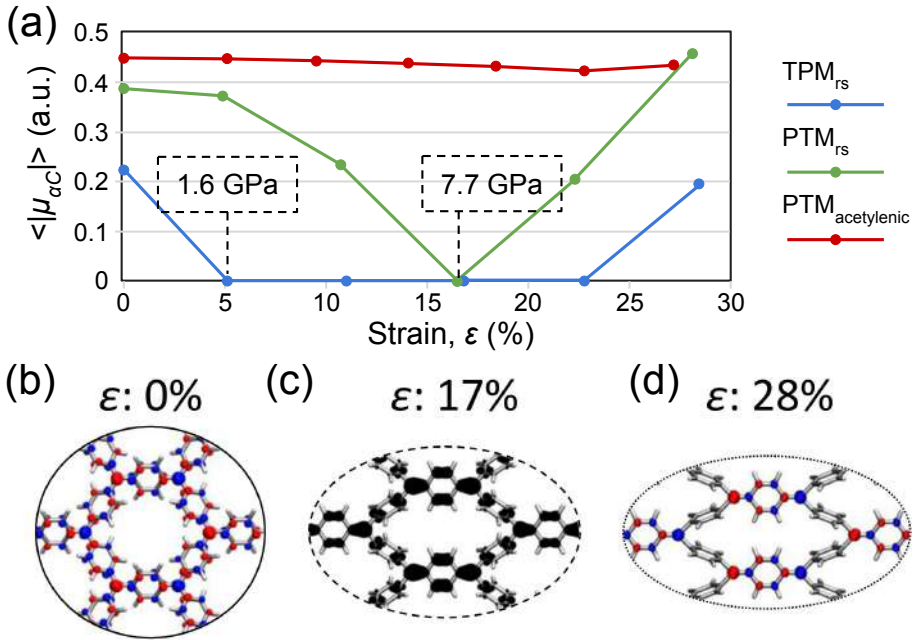 (a)
<|μαC|> (a.u.)
0.5
0.4
0.3
0.2
0.1
0
1.6 GPa
7.7 GPa
0 5 10 15 20 25 30
Strain, ε (%)
TPMrs
PTMrs
PTMacetylenic
(b) (c) (d)
ε: 0% ε: 17% ε: 28%